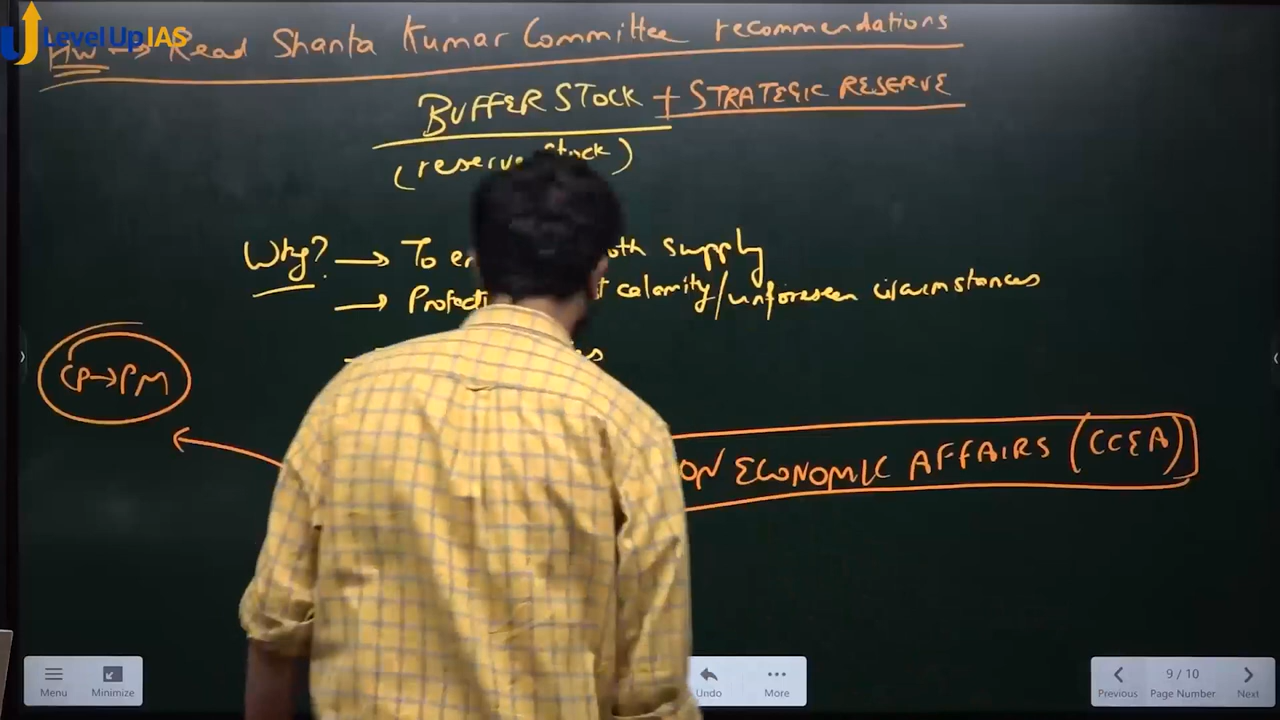 LevelUp IAS
HW → Read Shanta Kumar Committee recommendations
BUFFER STOCK + STRATEGIC RESERVE
(reserve stock)
Why? → To en oth supply
→ Protecti t calamity/unforeseen circumstances
CP→PM
ON ECONOMIC AFFAIRS (CCEA)
Menu
Minimize
Undo
More
Previous
9 / 10
Page Number
Next